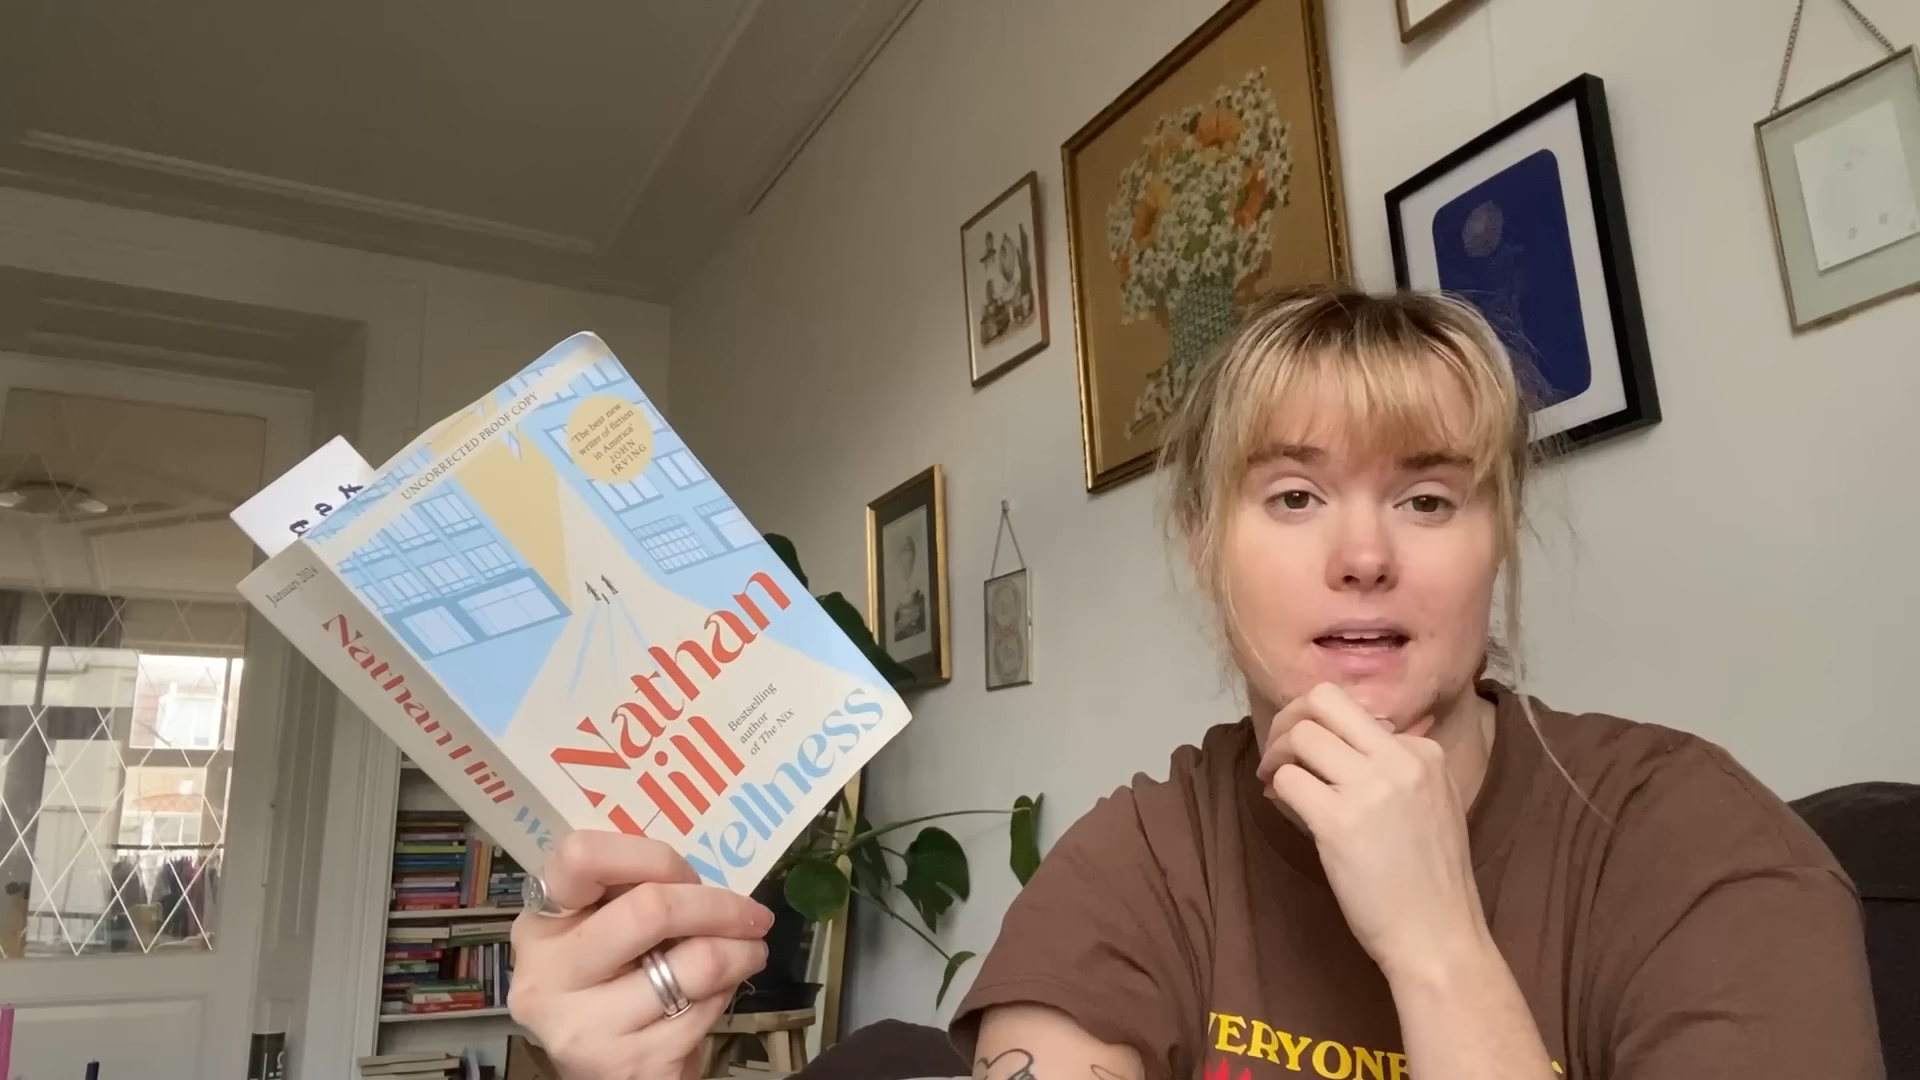 UNCORRECTED PROOF COPY
'The best new
writer of fiction
in America'
JOHN
IRVING
Nathan
Hill
Bestselling
author
of The Nix
Wellness
January 2024
Nathan Hill We
VERYONE